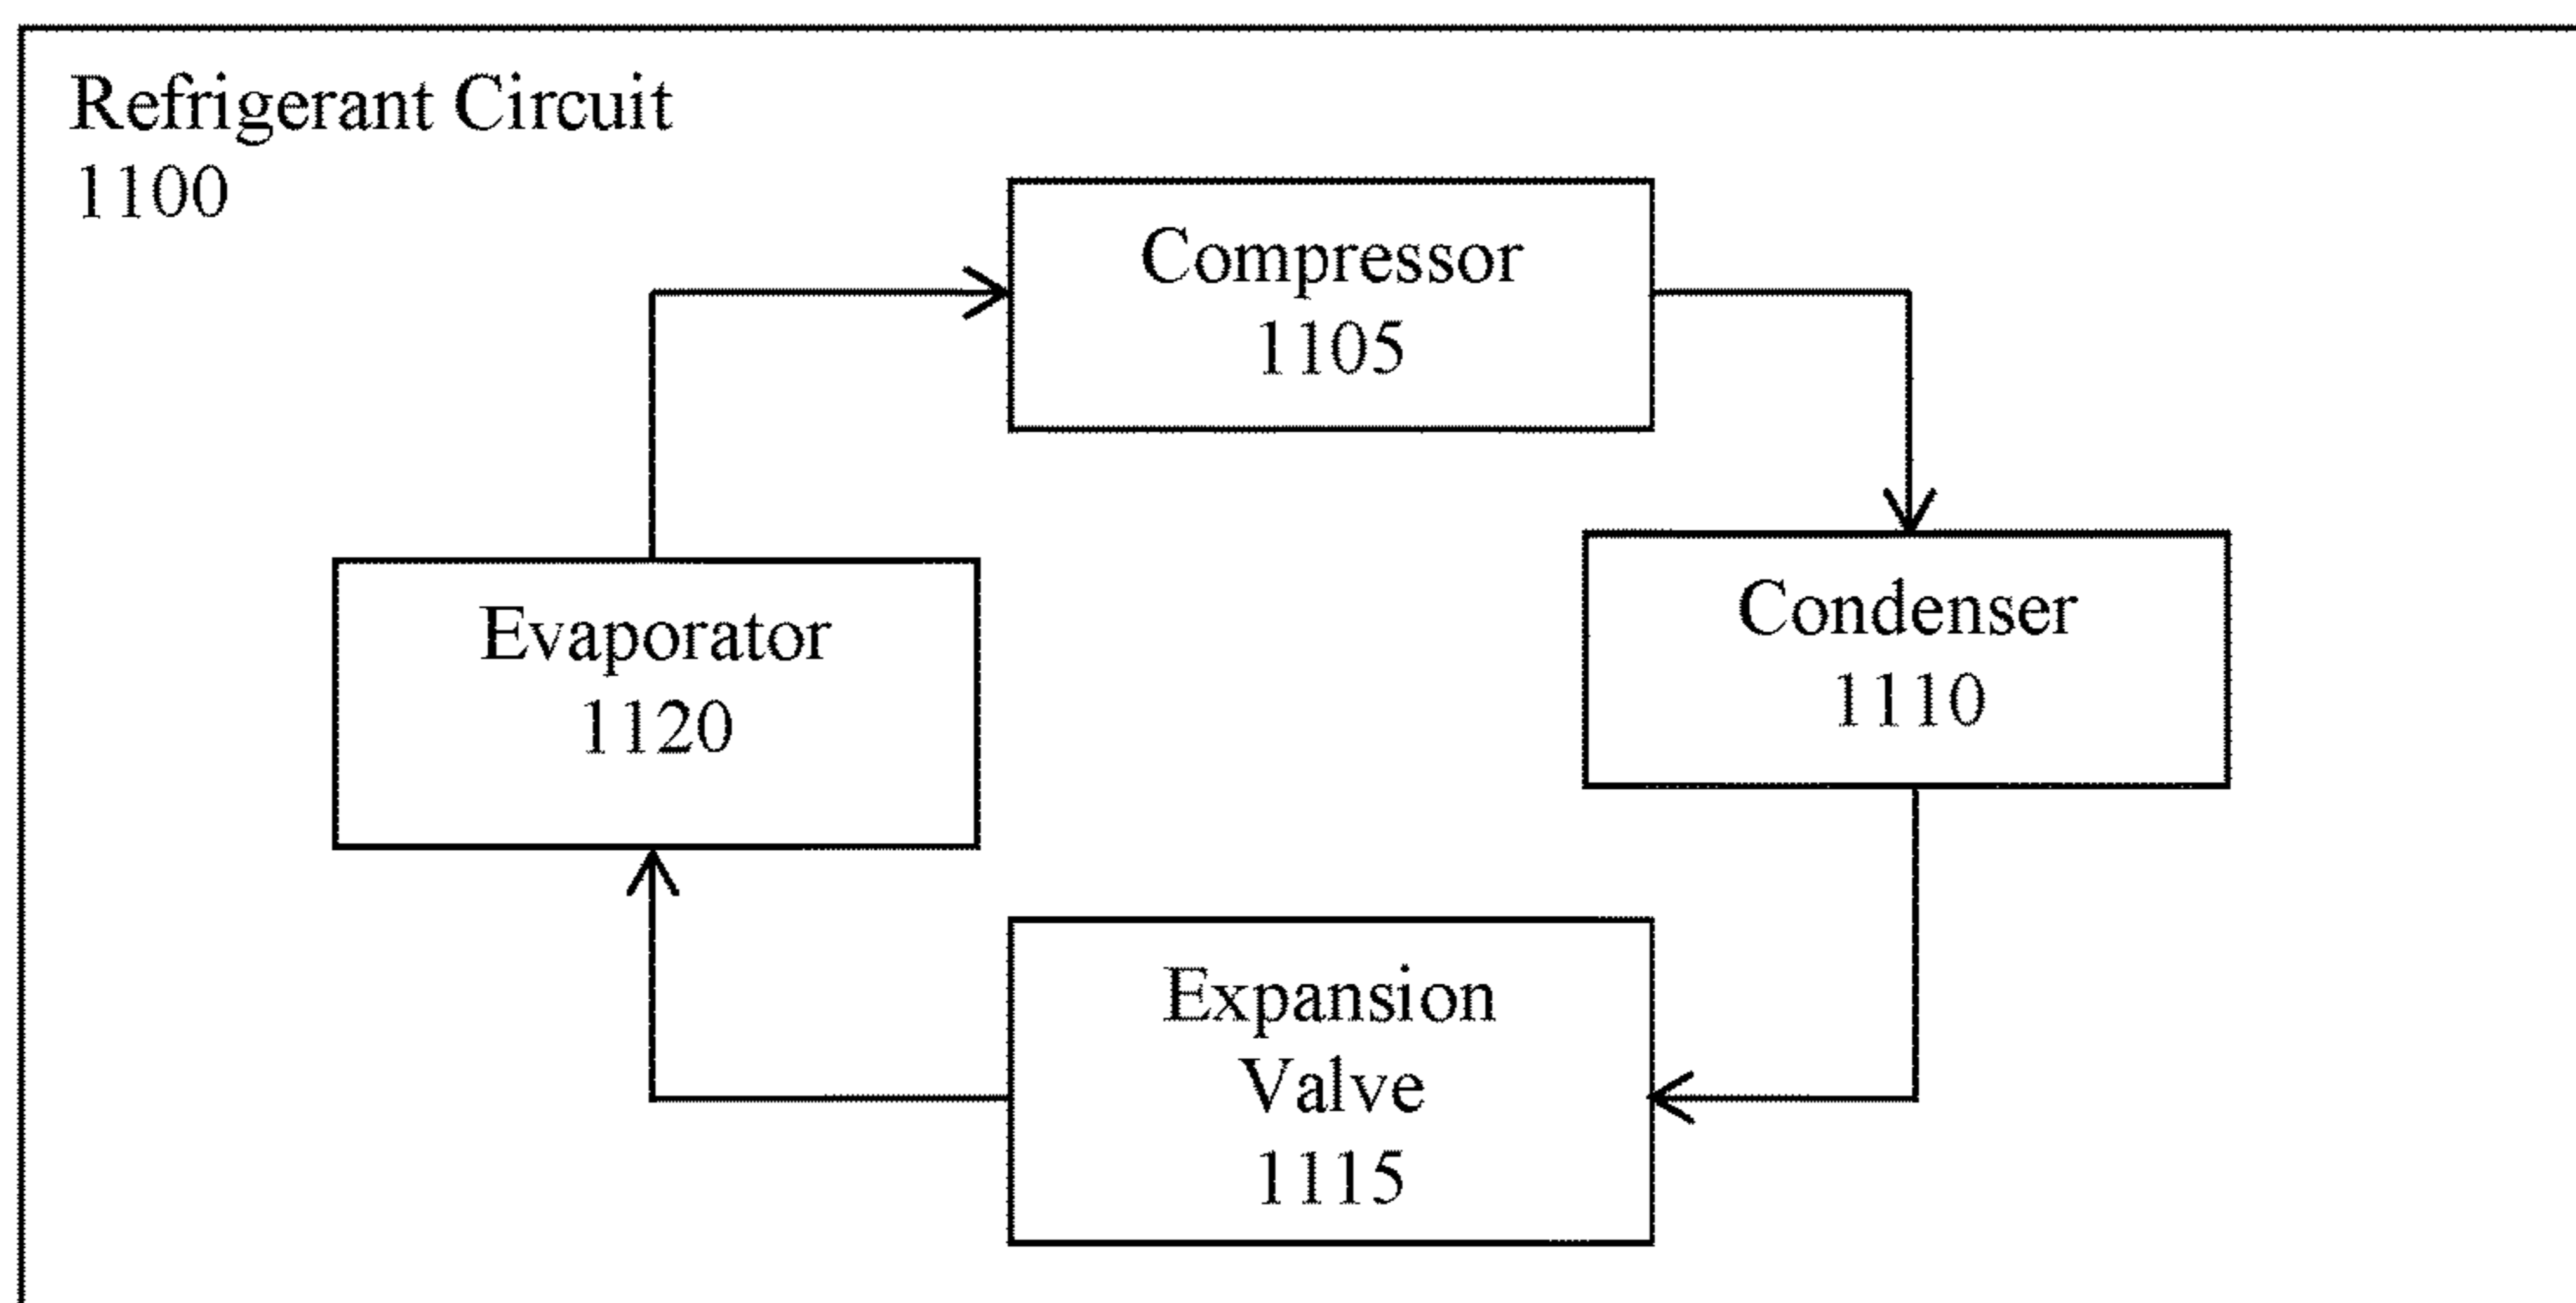 Refrigerant Circuit
1100
Compressor
1105
Condenser
1110
Evaporator
1120
Expansion
Valve
1115